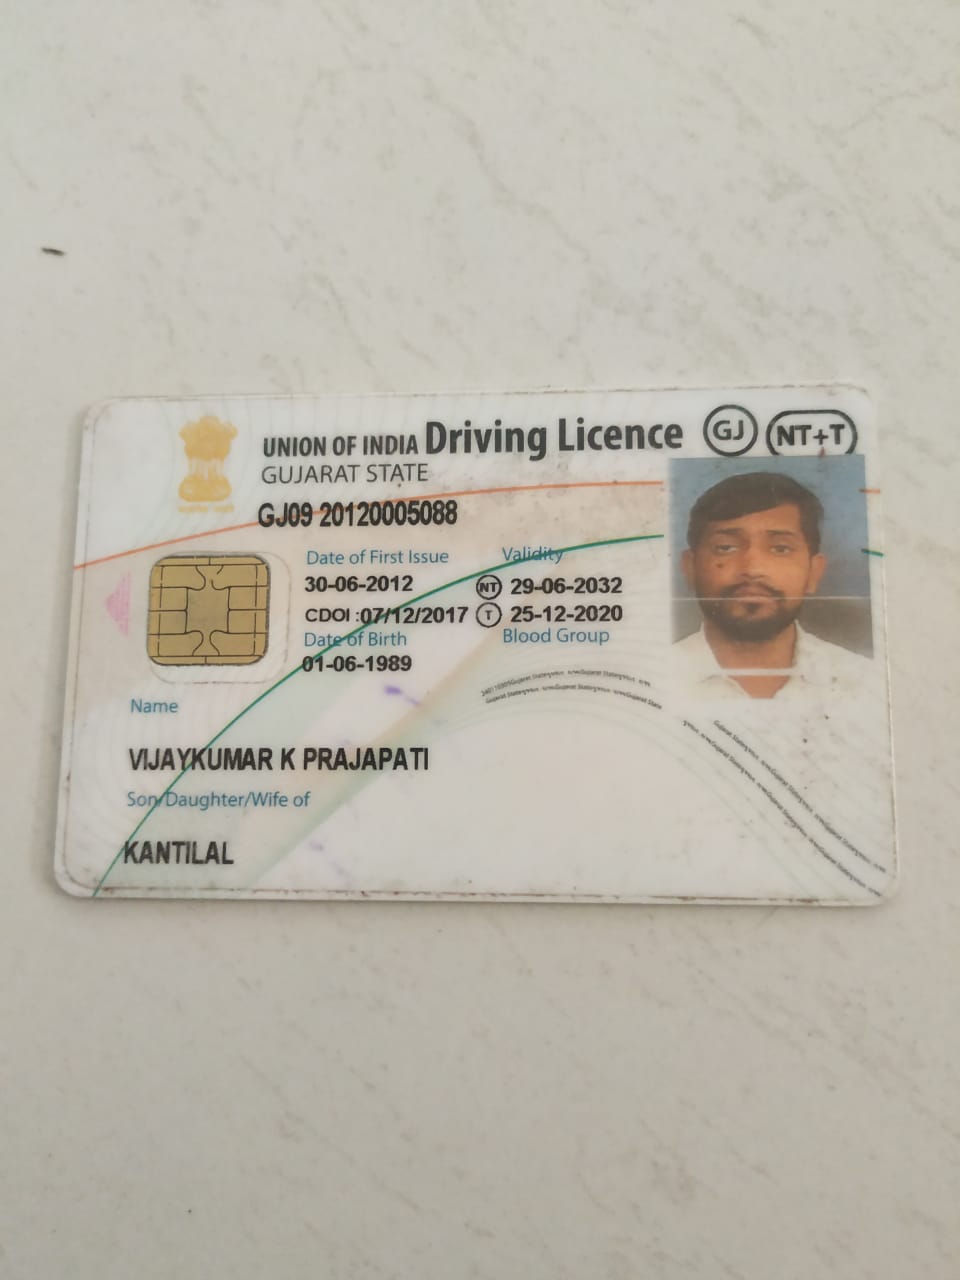 UNION OF INDIA Driving Licence GJ NT+T
GUJARAT STATE
GJ09 20120005088
Date of First Issue Validity
30-06-2012 NT 29-06-2032
CDOI :07/12/2017 T 25-12-2020
Date of Birth Blood Group
01-06-1989
Name
VIJAYKUMAR K PRAJAPATI
Son/Daughter/Wife of
KANTILAL